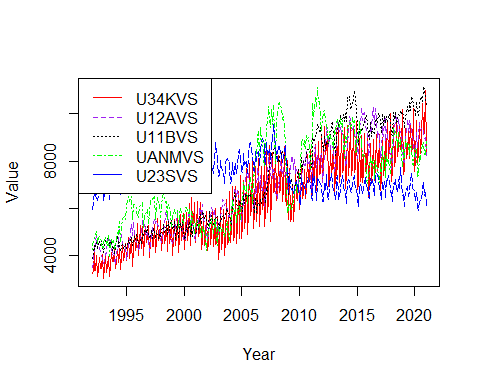 U34KVS
U12AVS
U11BVS
UANMVS
U23SVS
Value
4000
8000
1995
2000
2005
2010
2015
2020
Year